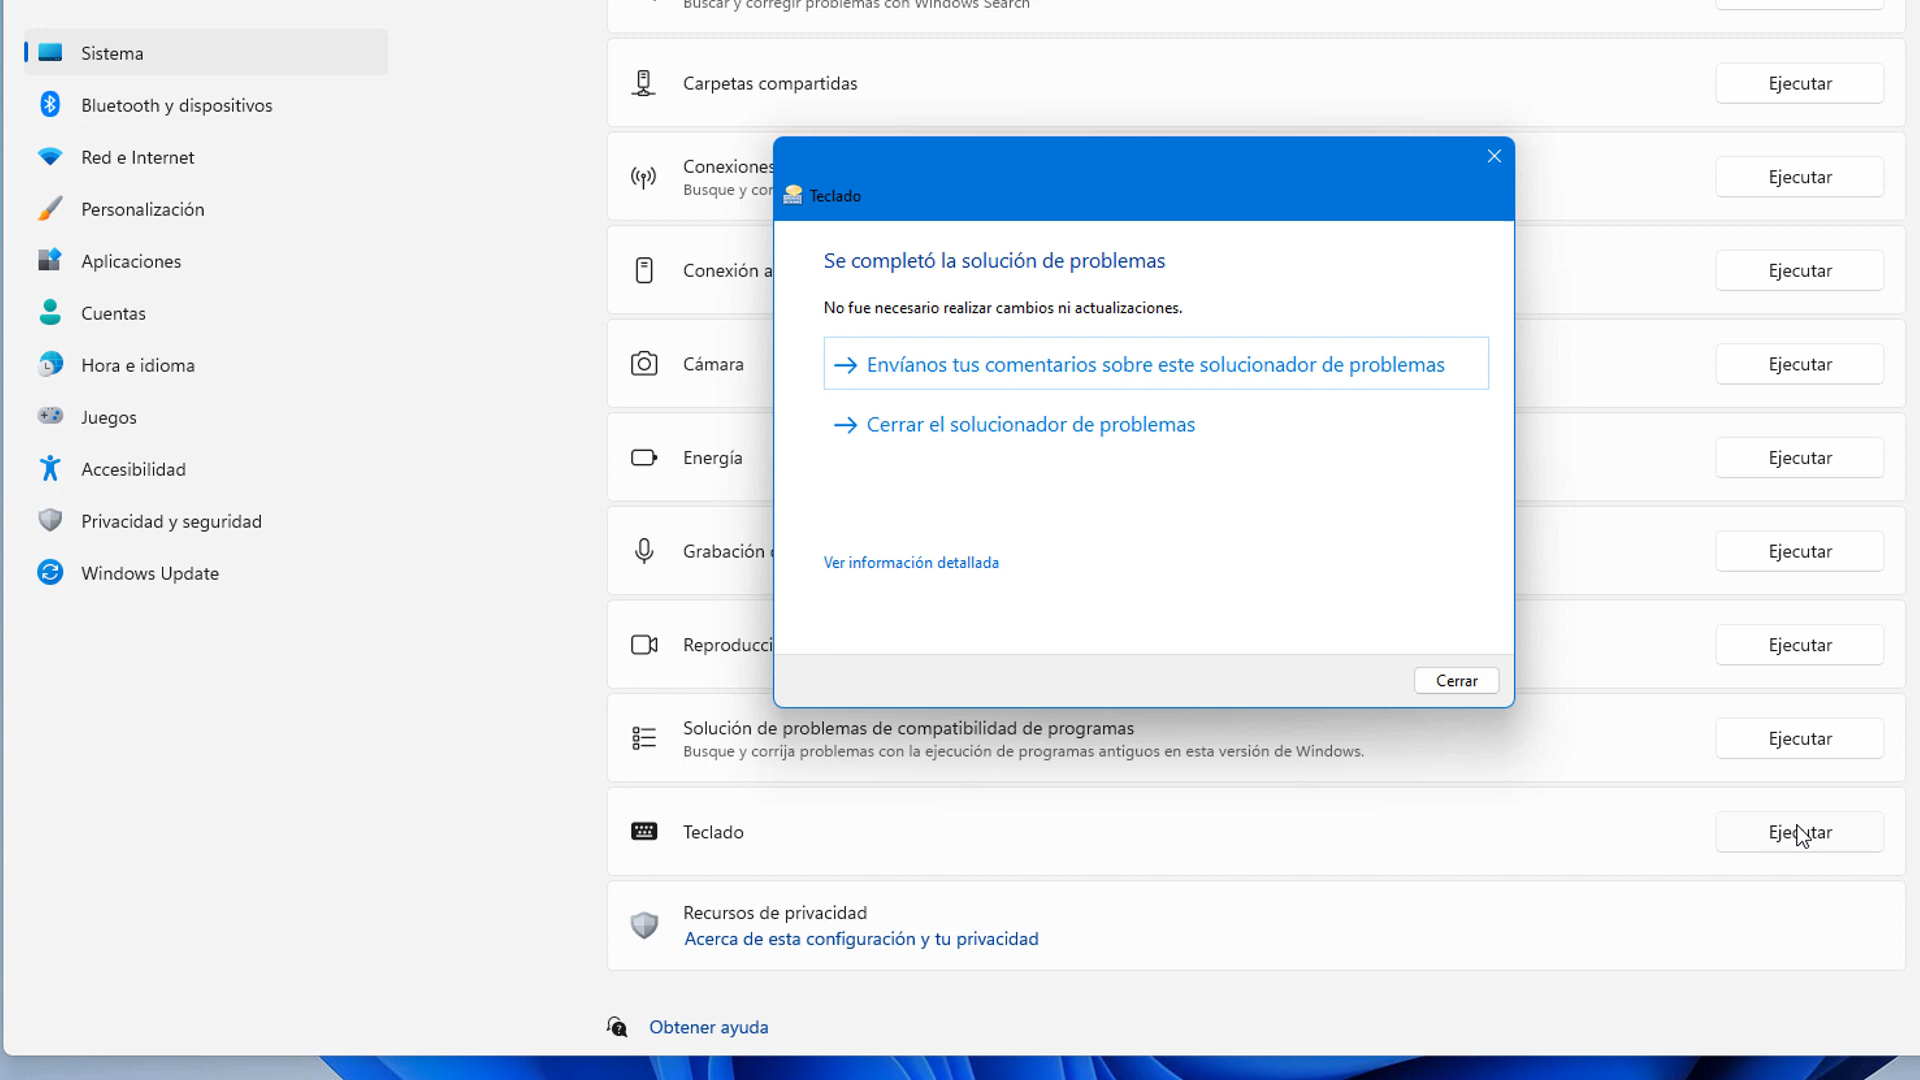 Buscar y corregir problemas con Windows Search
Sistema
Bluetooth y dispositivos
Red e Internet
Personalización
Aplicaciones
Cuentas
Hora e idioma
Juegos
Accesibilidad
Privacidad y seguridad
Windows Update
Carpetas compartidas
Ejecutar
Conexiones
Busque y cor
Ejecutar
Conexión a
Ejecutar
Cámara
Ejecutar
Energía
Ejecutar
Grabación
Ejecutar
Reproducci
Ejecutar
Teclado
Se completó la solución de problemas
No fue necesario realizar cambios ni actualizaciones.
Envíanos tus comentarios sobre este solucionador de problemas
Cerrar el solucionador de problemas
Ver información detallada
Cerrar
Solución de problemas de compatibilidad de programas
Busque y corrija problemas con la ejecución de programas antiguos en esta versión de Windows.
Ejecutar
Teclado
Ejecutar
Recursos de privacidad
Acerca de esta configuración y tu privacidad
Obtener ayuda